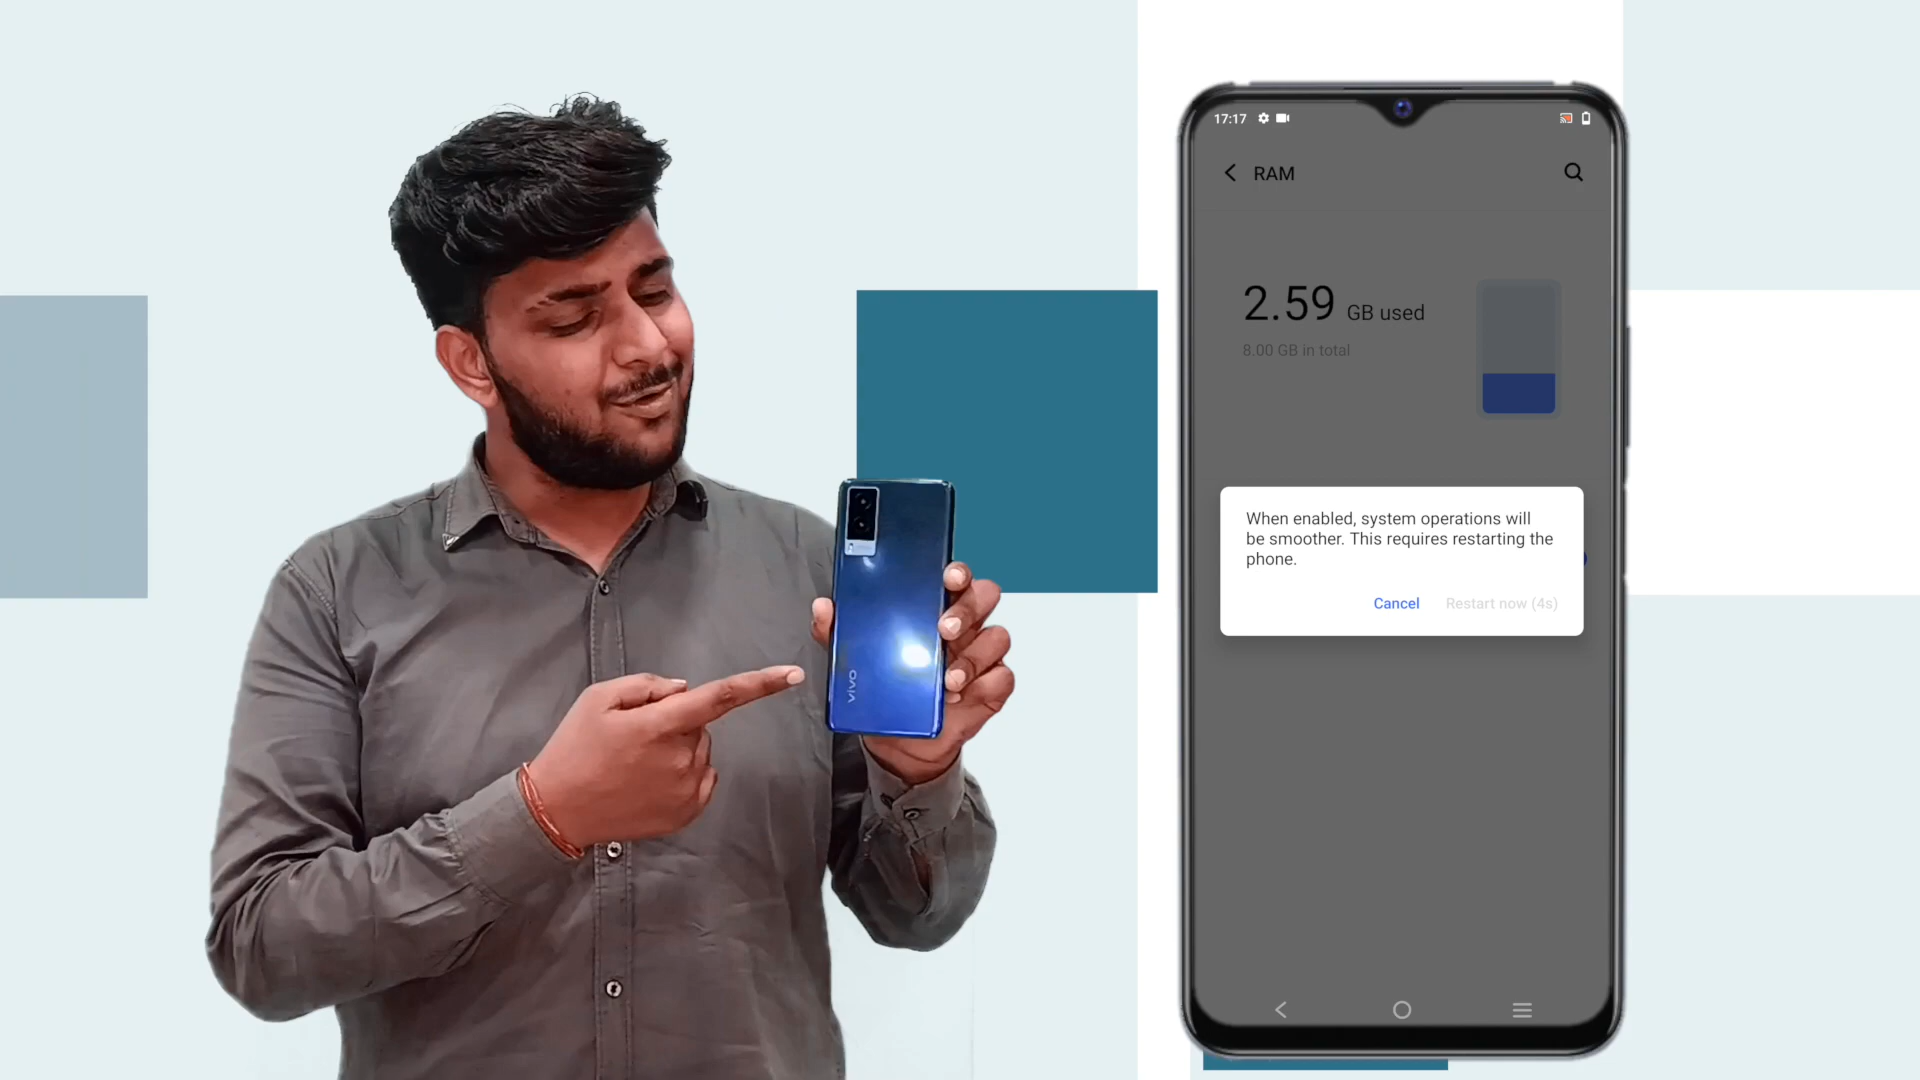 17:17
RAM
2.59 GB used
8.00 GB in total
When enabled, system operations will
be smoother. This requires restarting the
phone.
Cancel Restart now (4s)
vivo